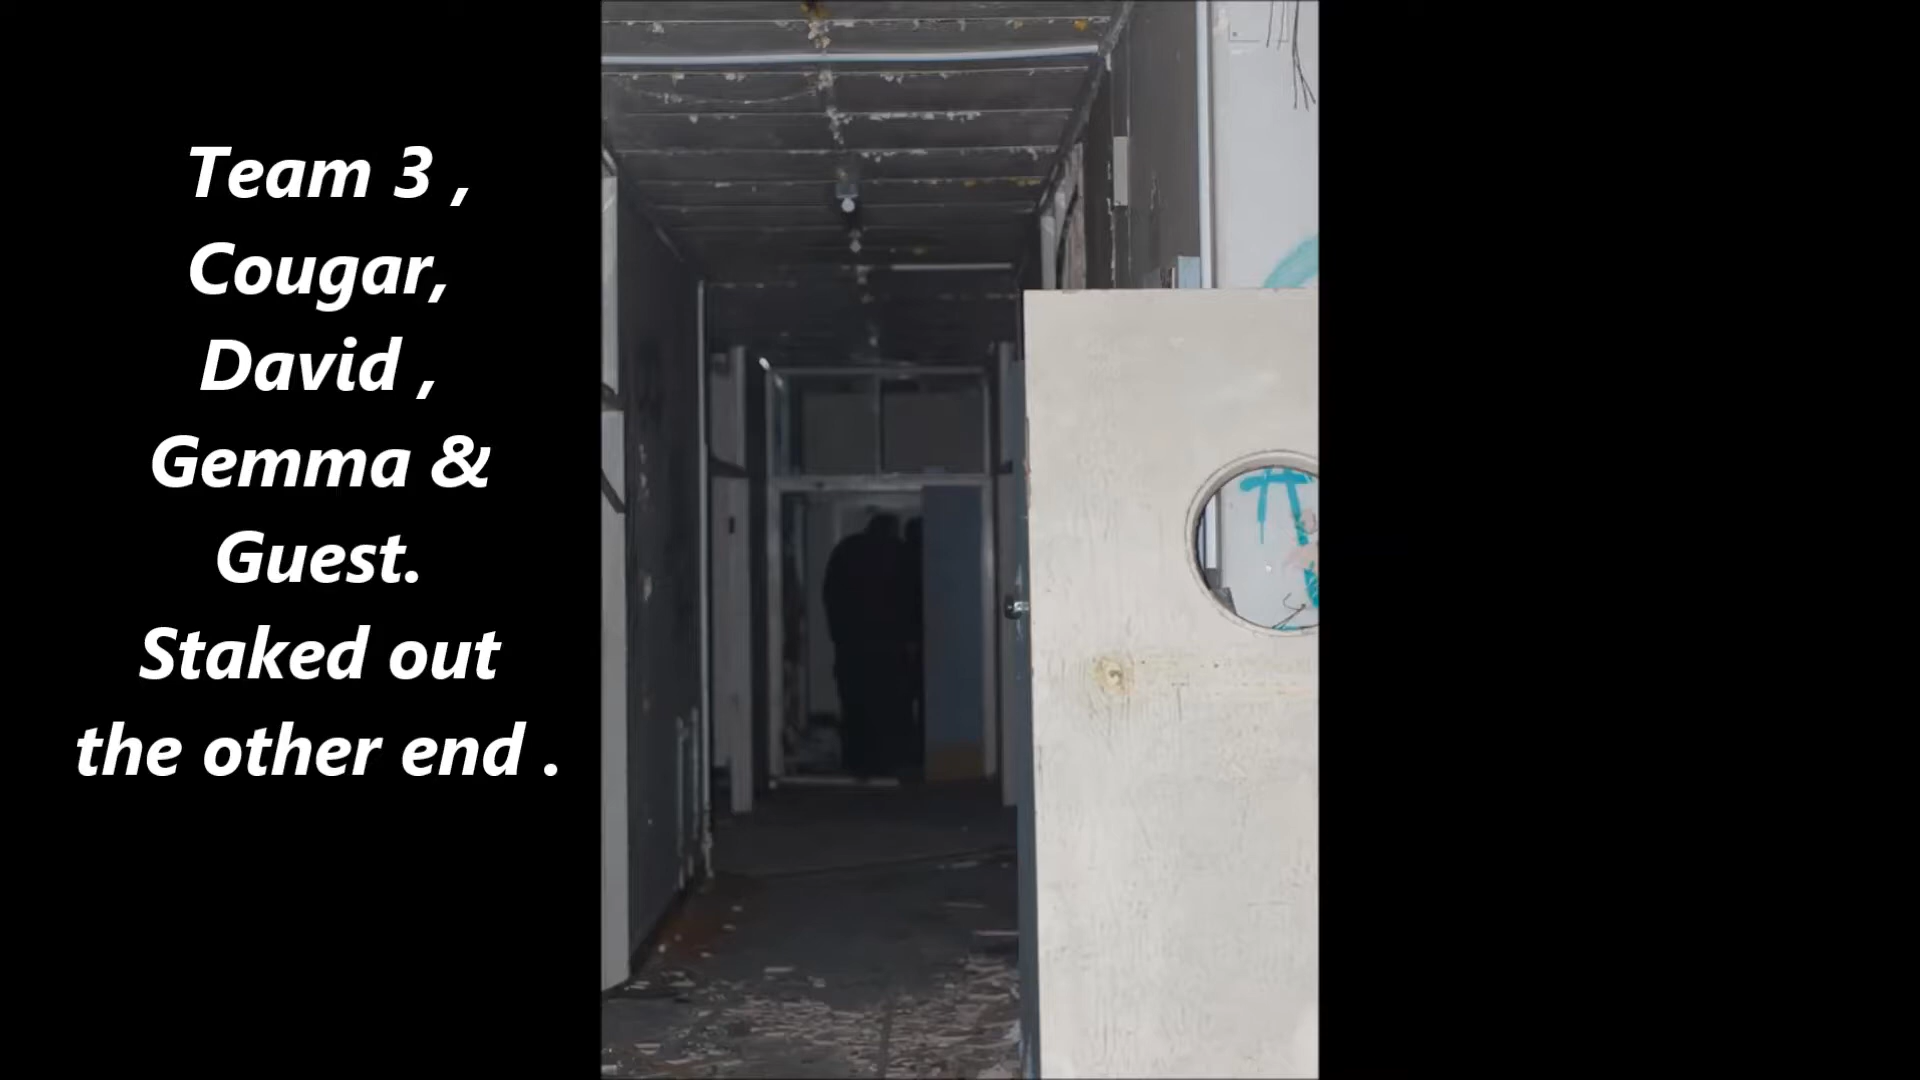 Team 3 ,
Cougar,
David ,
Gemma &
Guest.
Staked out
the other end .